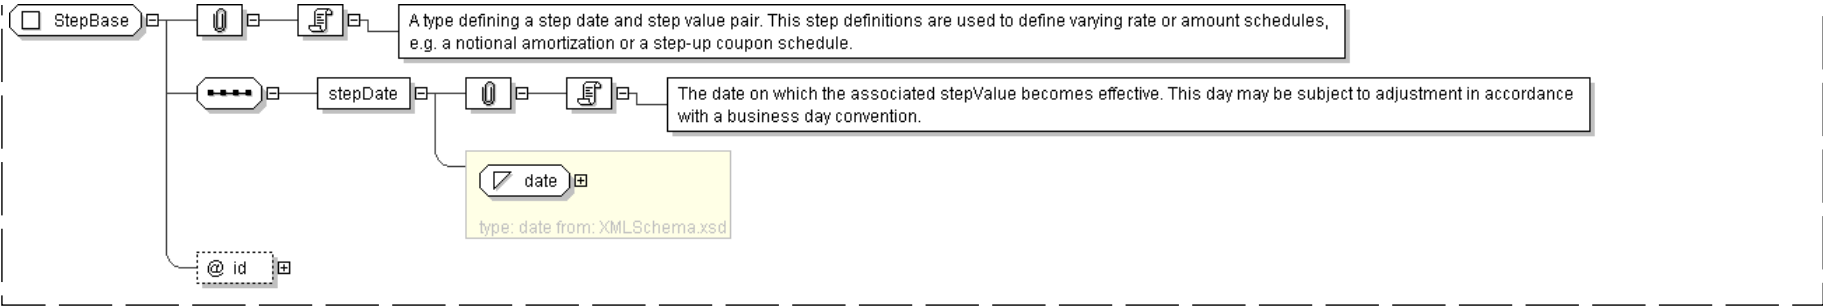 StepBase
A type defining a step date and step value pair. This step definitions are used to define varying rate or amount schedules,
e.g. a notional amortization or a step-up coupon schedule.
stepDate
The date on which the associated stepValue becomes effective. This day may be subject to adjustment in accordance
with a business day convention.
date
type: date from: XMLSchema.xsd
@ id